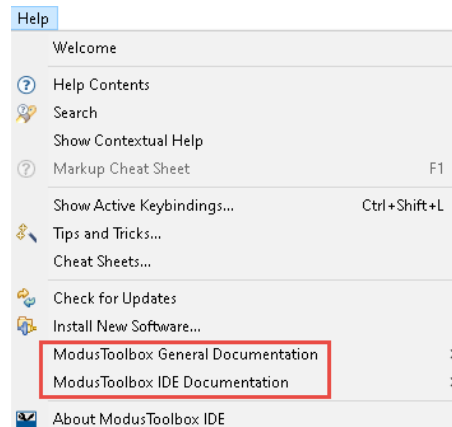 Help
Welcome
Help Contents
Search
Show Contextual Help
Markup Cheat Sheet F1
Show Active Keybindings... Ctrl+Shift+L
Tips and Tricks...
Cheat Sheets...
Check for Updates
Install New Software...
ModusToolbox General Documentation
ModusToolbox IDE Documentation
About ModusToolbox IDE